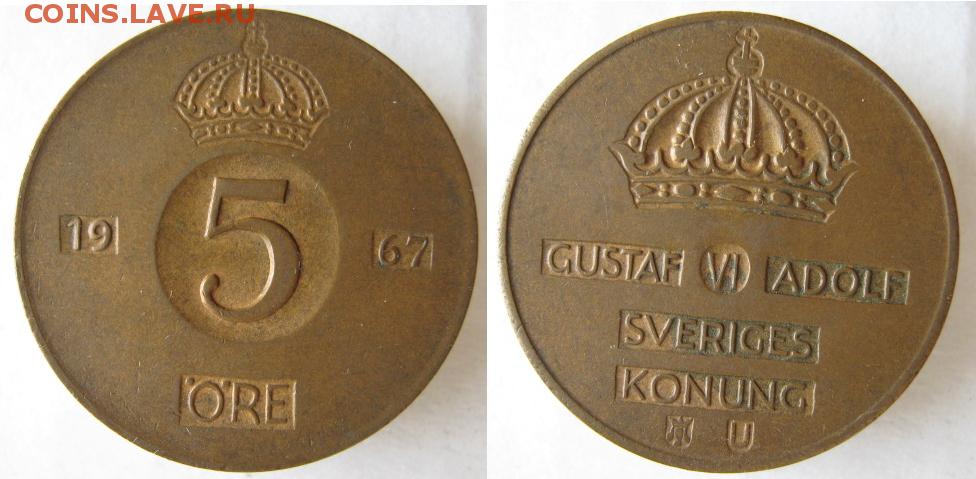 COINS.LAVE.RU
19 5 67
ÖRE
GUSTAF VI ADOLF
SVERIGES
KONUNG
U